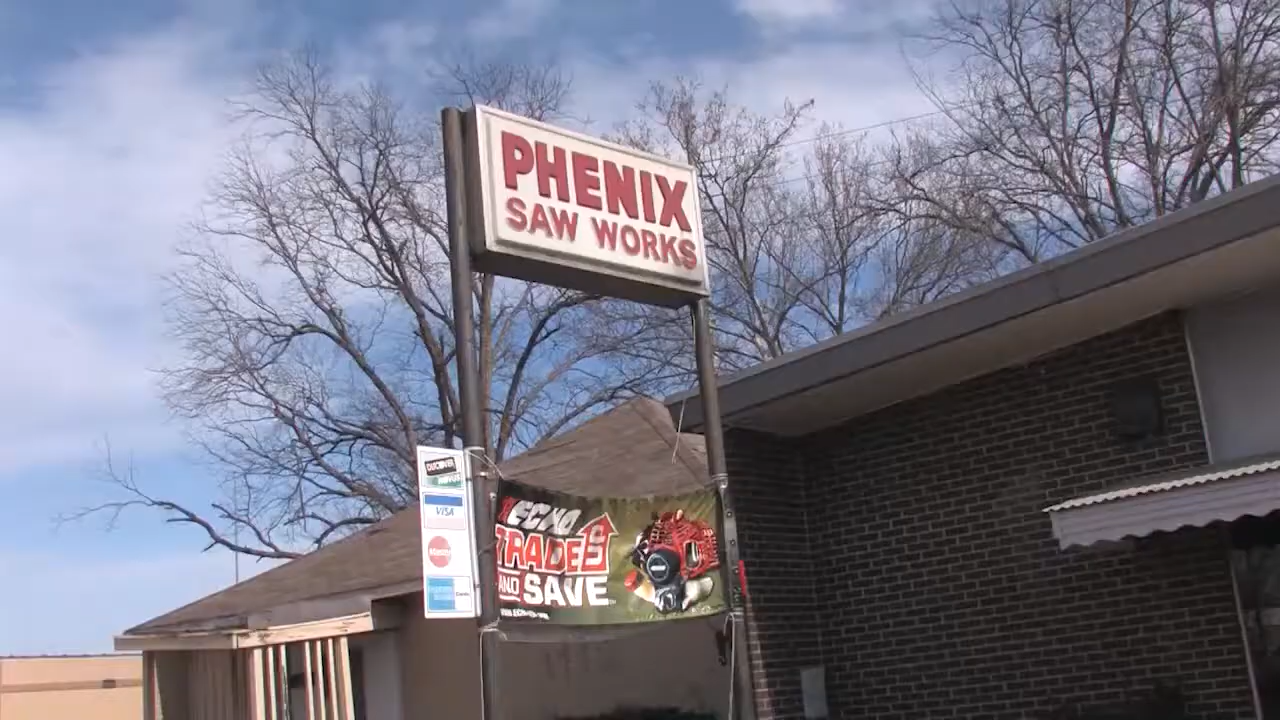 PHENIX
SAW WORKS
DISCOVER
VISA
ECHO
TRADES
AND SAVE